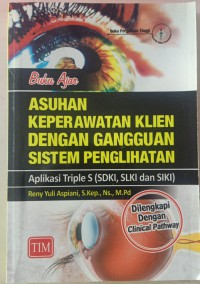 Buku Perguruan Tinggi
Buku Ajar
ASUHAN
KEPERAWATAN KLIEN
DENGAN GANGGUAN
SISTEM PENGLIHATAN
Aplikasi Triple S (SDKI, SLKI dan SIKI)
Reny Yuli Aspiani, S.Kep., Ns., M.Pd
Dilengkapi
Dengan
Clinical Pathway
TIM